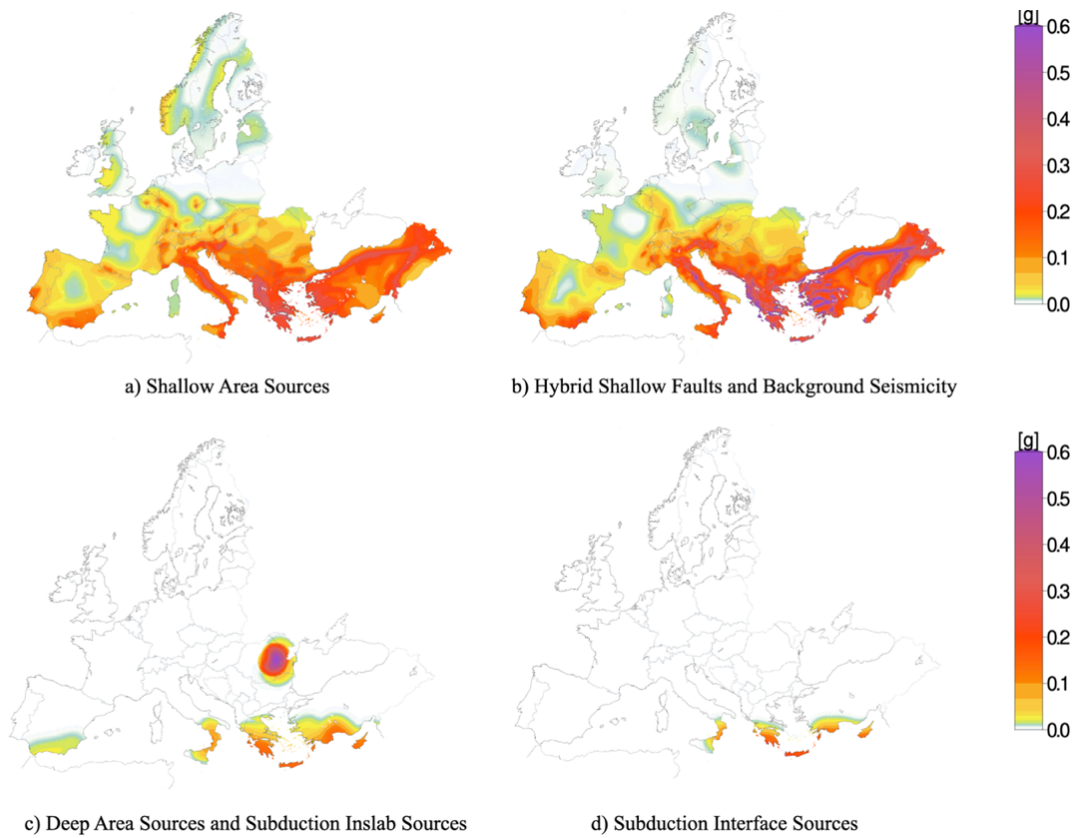 [g]
0.6
0.5
0.4
0.3
0.2
0.1
0.0
a) Shallow Area Sources
b) Hybrid Shallow Faults and Background Seismicity
[g]
0.6
0.5
0.4
0.3
0.2
0.1
0.0
c) Deep Area Sources and Subduction Inslab Sources
d) Subduction Interface Sources